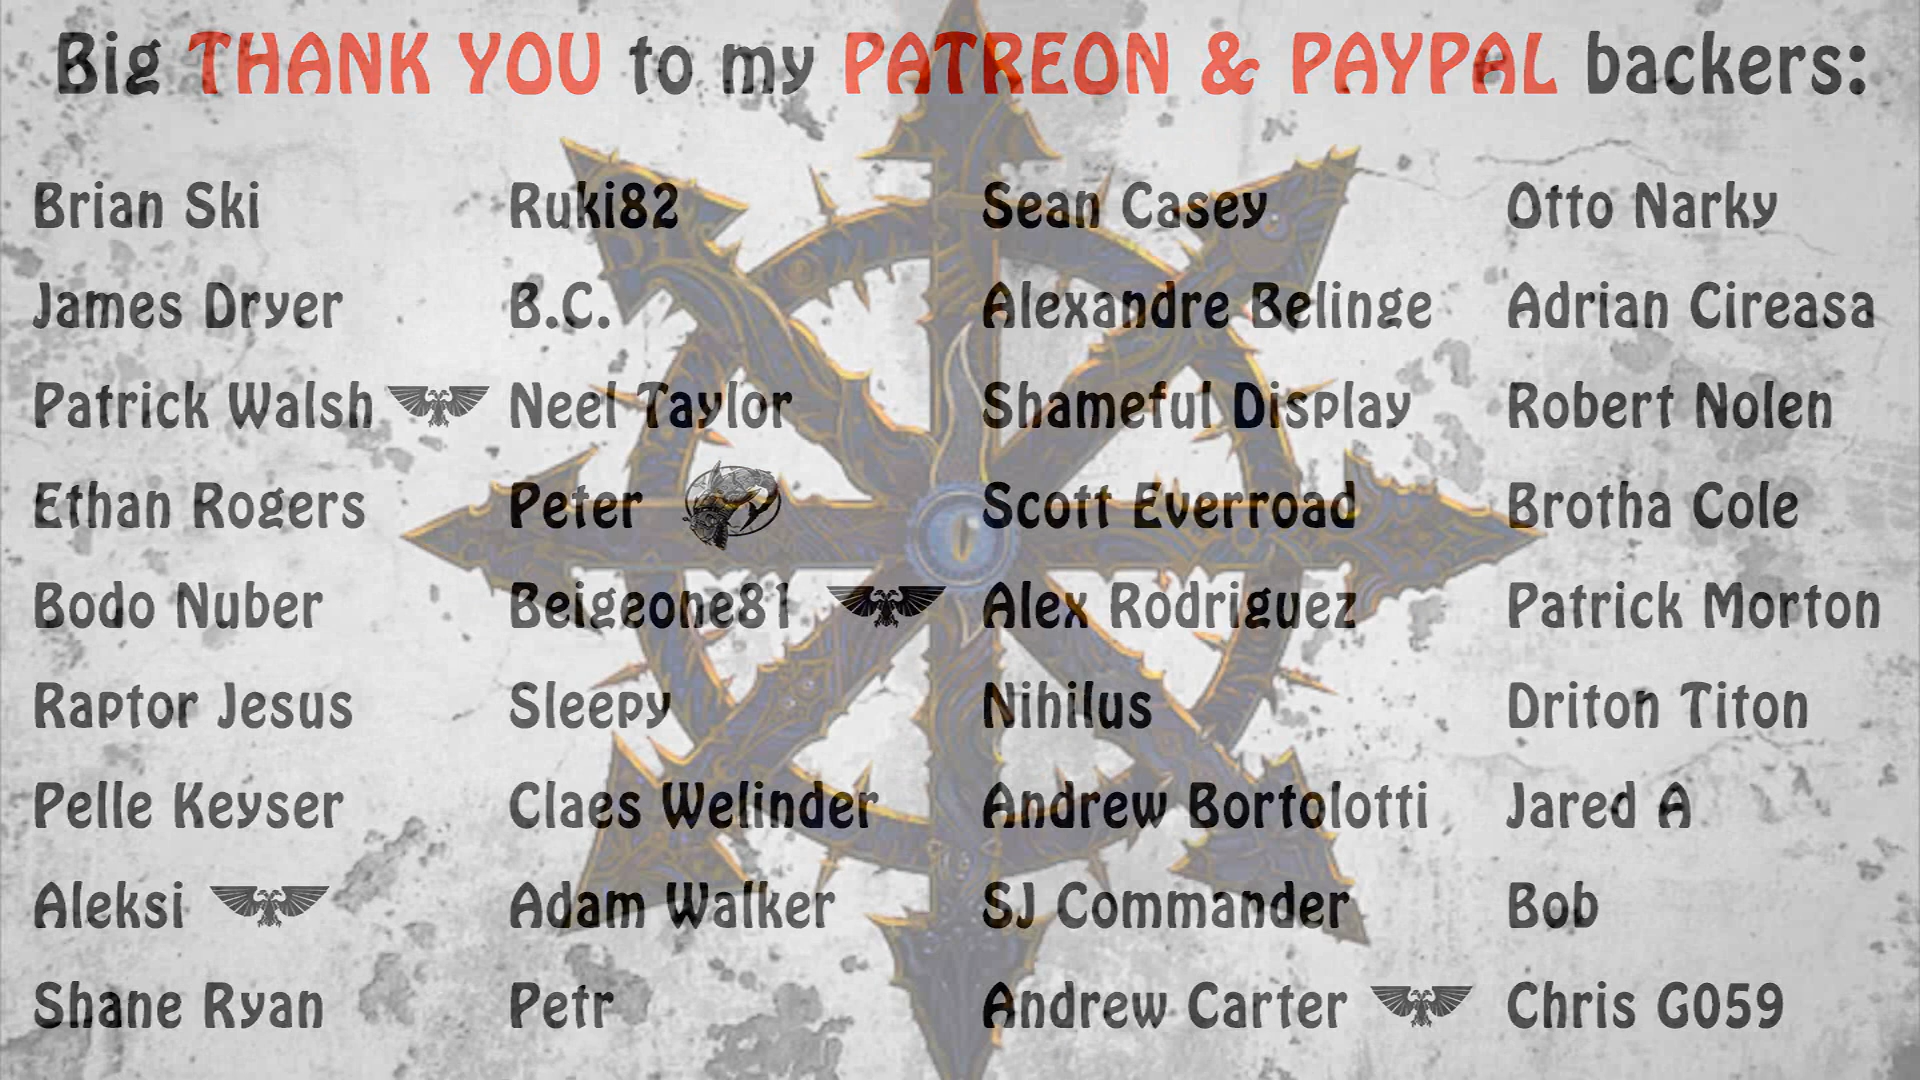 Big THANK YOU to my PATREON & PAYPAL backers:
Brian Ski
James Dryer
Patrick Walsh
Ethan Rogers
Bodo Nuber
Raptor Jesus
Pelle Keyser
Aleksi
Shane Ryan
Ruki82
B.C.
Neel Taylor
Peter
Beigeone81
Sleepy
Claes Welinder
Adam Walker
Petr
Sean Casey
Alexandre Belinge
Shameful Display
Scott Everroad
Alex Rodriguez
Nihilus
Andrew Bortolotti
SJ Commander
Andrew Carter
Otto Narky
Adrian Cireasa
Robert Nolen
Brotha Cole
Patrick Morton
Driton Titon
Jared A
Bob
Chris G059